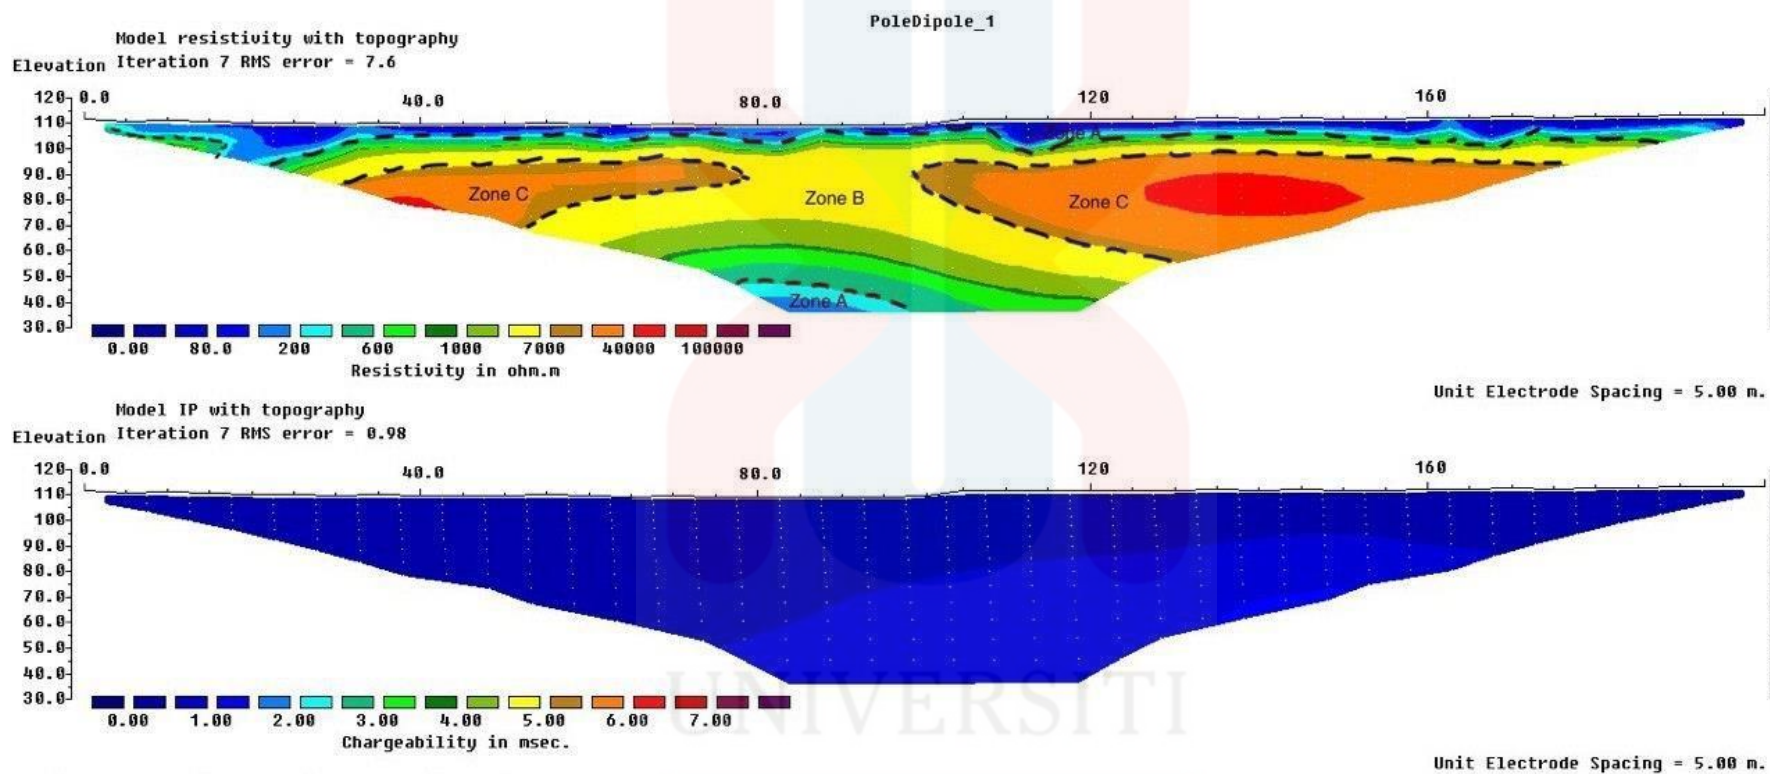 PoleDipole_1
Model resistivity with topography
Elevation Iteration 7 RMS error = 7.6
120 0.0 40.0 80.0 120 160
110
Zone A
100
90.0
Zone C Zone B Zone C
80.0
70.0
60.0
50.0
40.0 Zone A
30.0
0.00 80.0 200 600 1000 7000 40000 100000
Resistivity in ohm.m
Unit Electrode Spacing = 5.00 m.
Model IP with topography
Elevation Iteration 7 RMS error = 0.98
120 0.0 40.0 80.0 120 160
110
100
90.0
80.0
70.0
60.0
50.0
40.0
30.0
UNIVERSITI
0.00 1.00 2.00 3.00 4.00 5.00 6.00 7.00
Chargeability in msec.
Unit Electrode Spacing = 5.00 m.